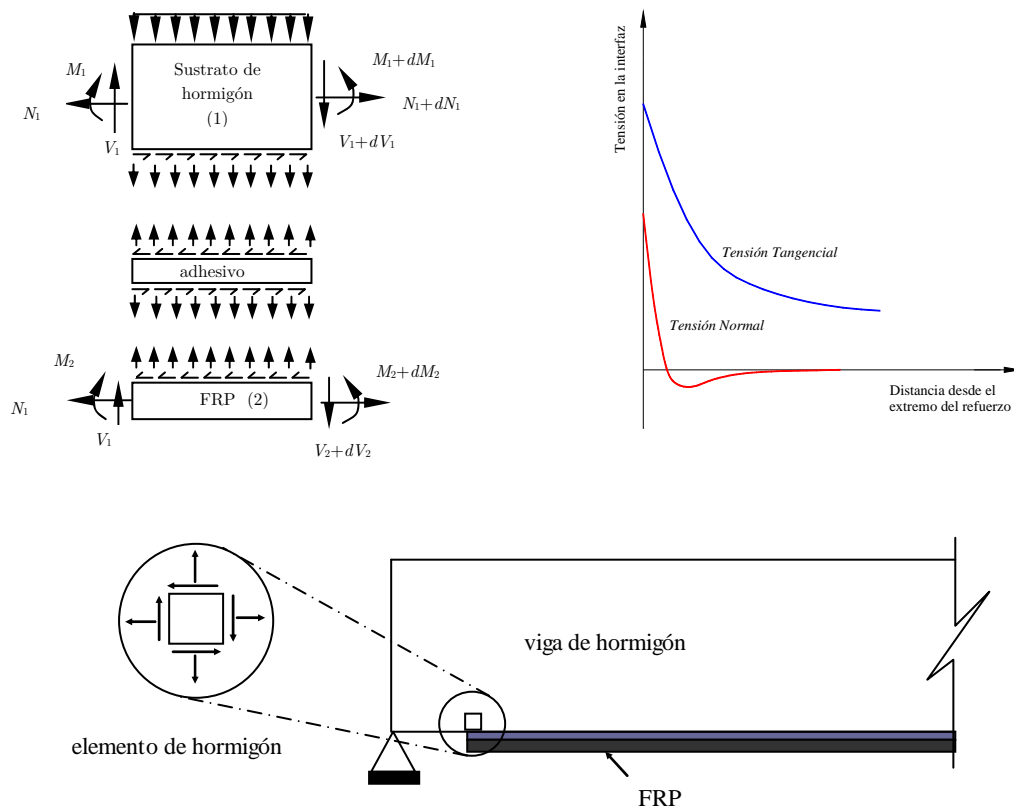 Sustrato de
hormigón
(1)
M₁
N₁
V₁
M₁+dM₁
N₁+dN₁
V₁+dV₁
adhesivo
M₂
N₁
V₁
FRP (2)
M₂+dM₂
V₂+dV₂
Tensión en la interfaz
Tensión Tangencial
Tensión Normal
Distancia desde el
extremo del refuerzo
viga de hormigón
elemento de hormigón
FRP